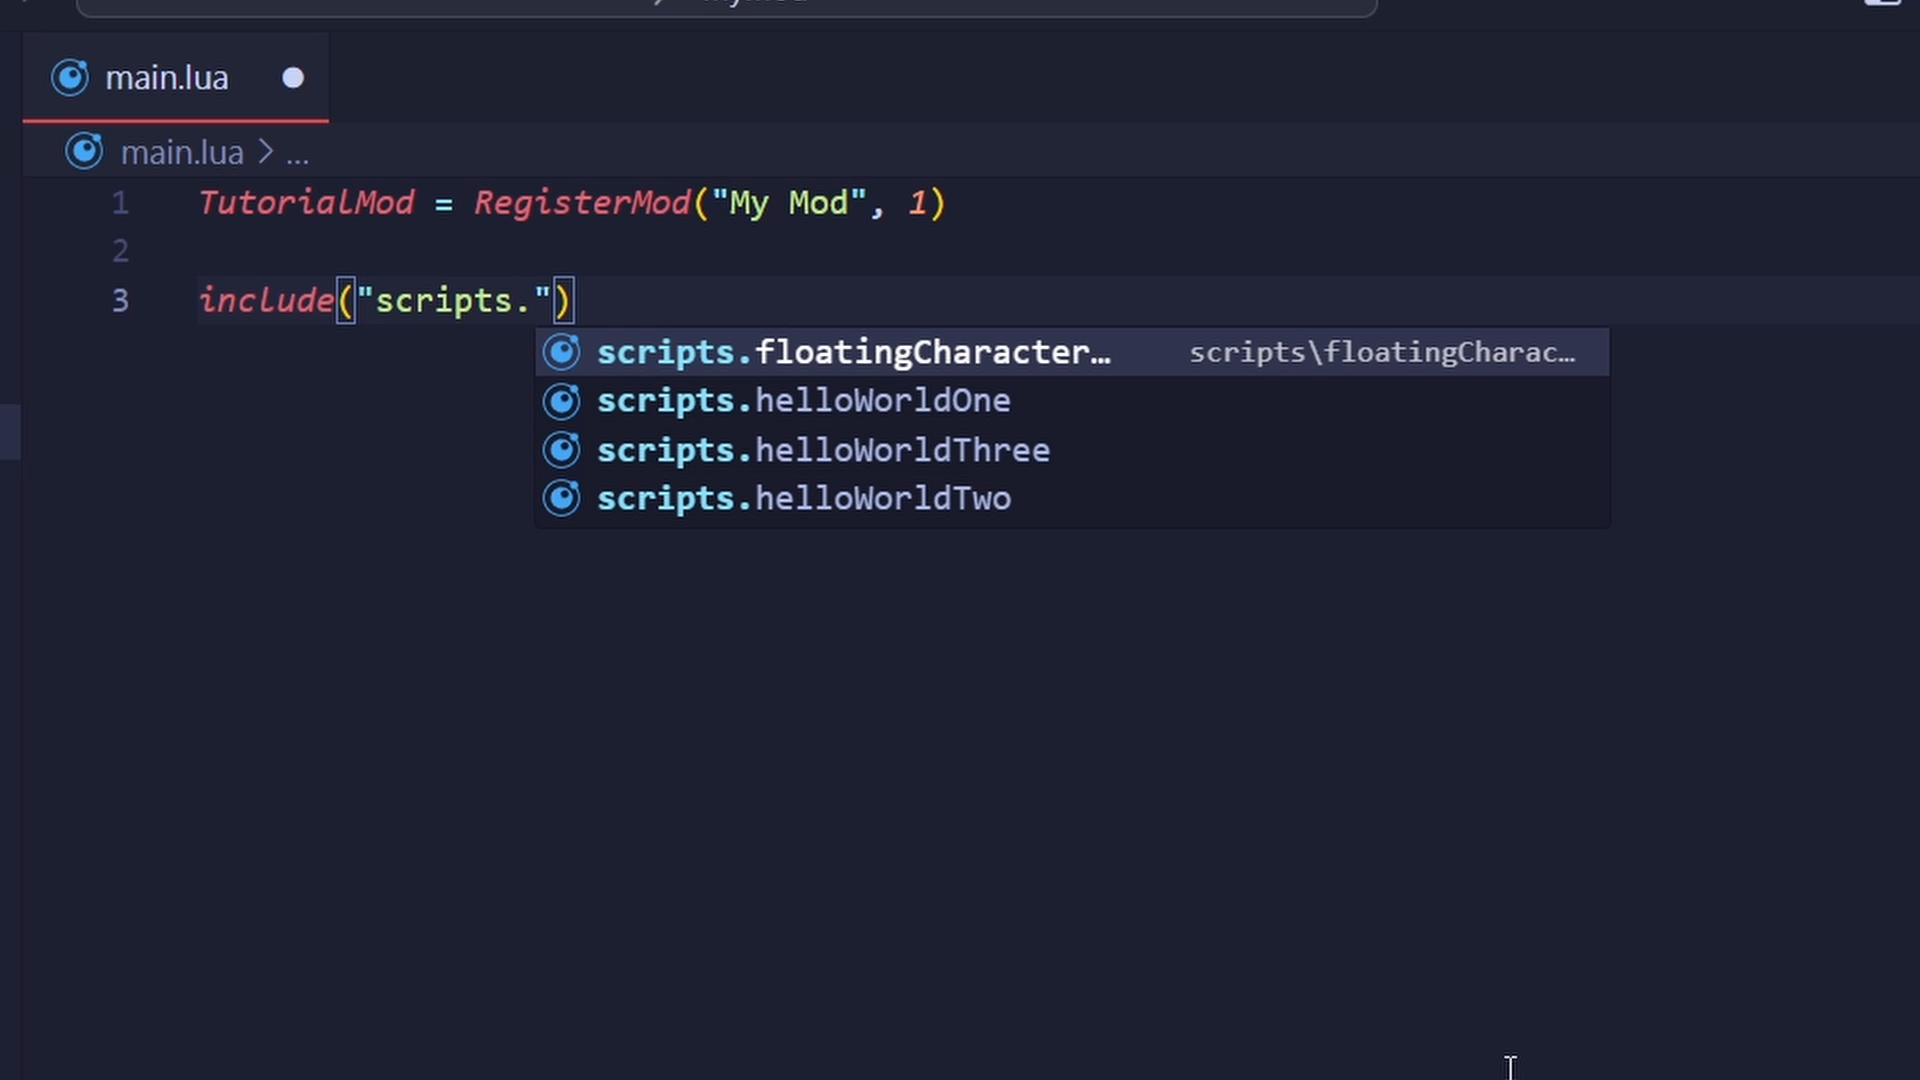 main.lua
main.lua > ...
1 TutorialMod = RegisterMod("My Mod", 1)
2
3 include("scripts.")
scripts.floatingCharacter… scripts\floatingCharac…
scripts.helloWorldOne
scripts.helloWorldThree
scripts.helloWorldTwo